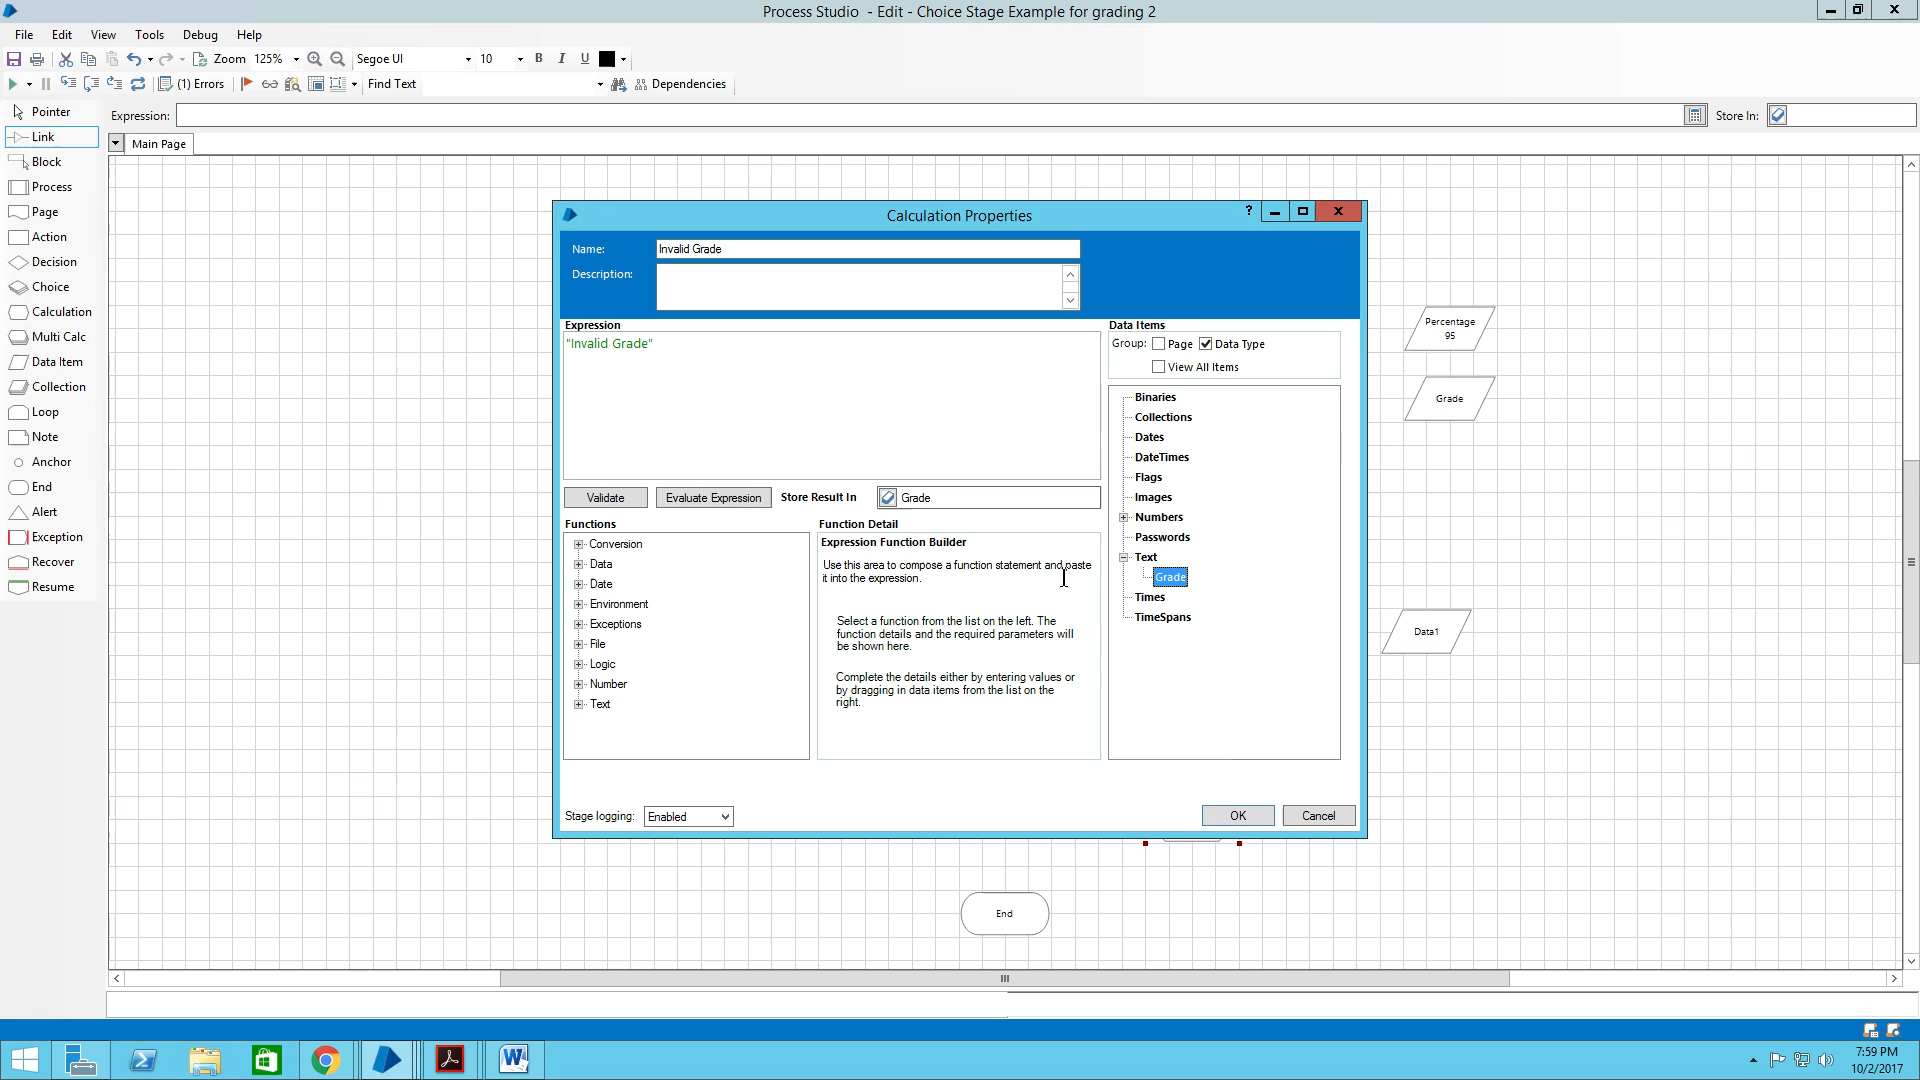 Process Studio - Edit - Choice Stage Example for grading 2
File Edit View Tools Debug Help
Zoom 125% Segoe UI 10 B I U
(1) Errors Find Text Dependencies
Expression: Store In:
Main Page
Pointer
Link
Block
Process
Page
Action
Decision
Choice
Calculation
Multi Calc
Data Item
Collection
Loop
Note
Anchor
End
Alert
Exception
Recover
Resume
Calculation Properties
?
Name: Invalid Grade
Description:
Expression
"Invalid Grade"
Validate Evaluate Expression Store Result In Grade
Functions
Conversion
Data
Date
Environment
Exceptions
File
Logic
Number
Text
Function Detail
Expression Function Builder
Use this area to compose a function statement and paste
it into the expression.
Select a function from the list on the left. The
function details and the required parameters will
be shown here.
Complete the details either by entering values or
by dragging in data items from the list on the
right.
Data Items
Group: Page Data Type
View All Items
Binaries
Collections
Dates
DateTimes
Flags
Images
Numbers
Passwords
Text
Grade
Times
TimeSpans
Stage logging: Enabled
OK Cancel
Percentage
95
Grade
Data1
End
7:59 PM
10/2/2017